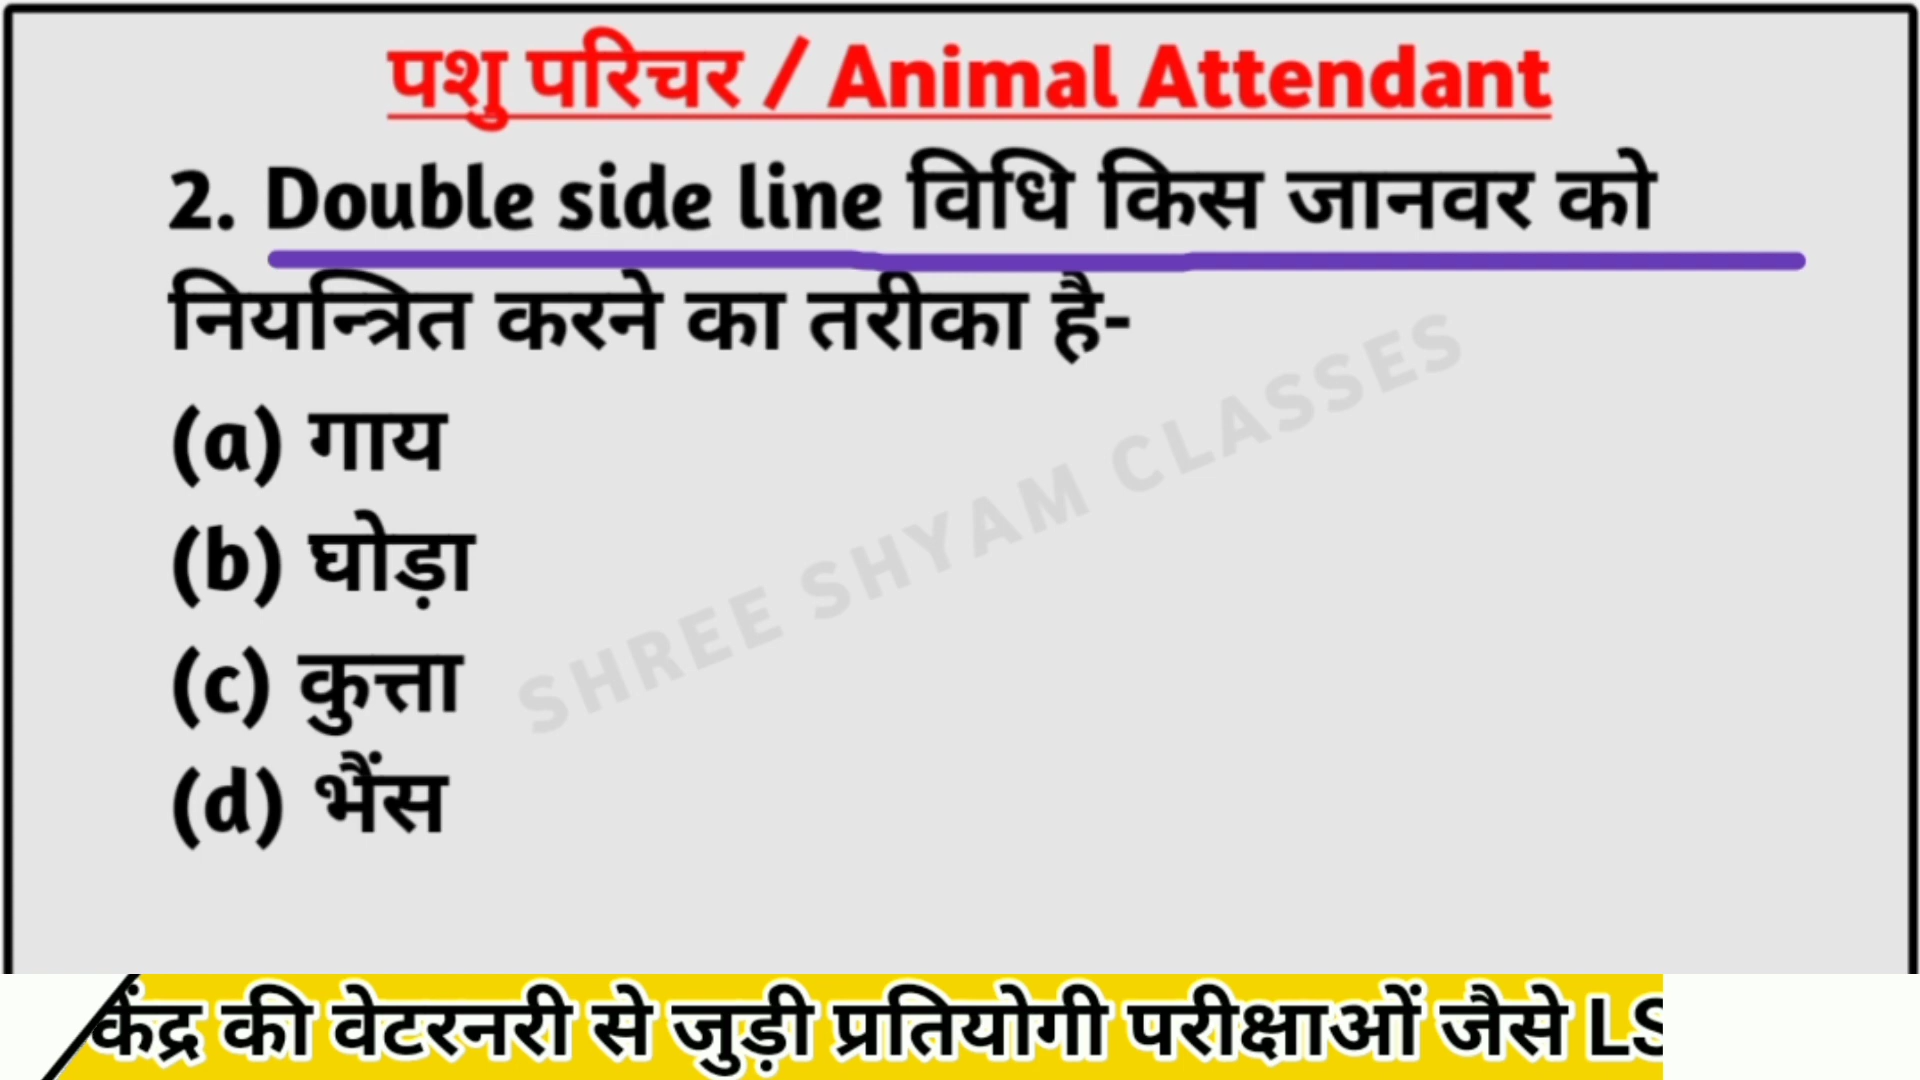 पशु परिचर / Animal Attendant
2. Double side line विधि किस जानवर को
नियन्त्रित करने का तरीका है-
(a) गाय
(b) घोड़ा
(c) कुत्ता
(d) भैंस
SHREE SHYAM CLASSES
केंद्र की वेटरनरी से जुड़ी प्रतियोगी परीक्षाओं जैसे LS